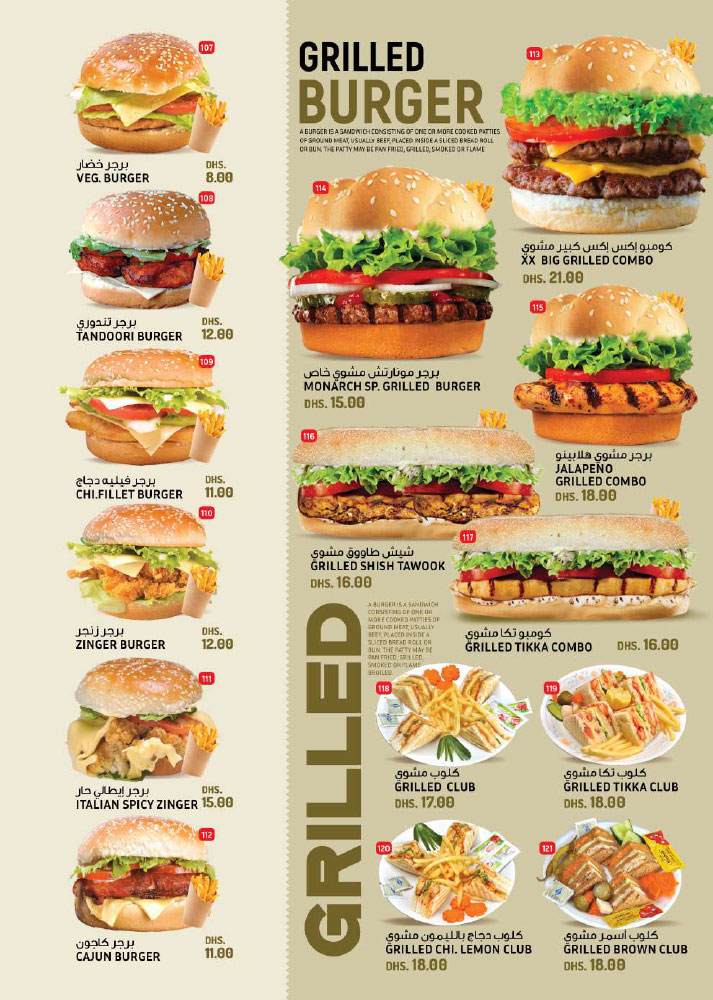 107
برجر خضار
VEG. BURGER
DHS.
8.00
108
برجر تندوري
TANDOORI BURGER
DHS.
12.00
109
برجر فيليه دجاج
CHI.FILLET BURGER
DHS.
11.00
110
برجر زنجر
ZINGER BURGER
DHS.
12.00
111
برجر إيطالي حار
ITALIAN SPICY ZINGER
DHS.
15.00
112
برجر كاجون
CAJUN BURGER
DHS.
11.00
GRILLED
BURGER
A BURGER IS A SANDWICH CONSISTING OF ONE OR MORE COOKED PATTIES
OF GROUND MEAT, USUALLY BEEF, PLACED INSIDE A SLICED BREAD ROLL
OR BUN. THE PATTY MAY BE PAN FRIED, GRILLED, SMOKED OR FLAME
113
كومبو إكس إكس كبير مشوي
XX BIG GRILLED COMBO
DHS. 21.00
114
برجر مونارتش مشوي خاص
MONARCH SP. GRILLED BURGER
DHS. 15.00
115
برجر مشوي هلابينو
JALAPEÑO
GRILLED COMBO
DHS. 18.00
116
شيش طاووق مشوي
GRILLED SHISH TAWOOK
DHS. 16.00
117
كومبو تكا مشوي
GRILLED TIKKA COMBO
DHS. 16.00
GRILLED
A BURGER IS A SANDWICH
CONSISTING OF ONE OR
MORE COOKED PATTIES OF
GROUND MEAT, USUALLY
BEEF, PLACED INSIDE A
SLICED BREAD ROLL OR
BUN. THE PATTY MAY BE
PAN FRIED, GRILLED,
SMOKED OR FLAME
BROILED
118
كلوب مشوي
GRILLED CLUB
DHS. 17.00
119
كلوب تكا مشوي
GRILLED TIKKA CLUB
DHS. 18.00
120
كلوب دجاج بالليمون مشوي
GRILLED CHI. LEMON CLUB
DHS. 18.00
121
كلوب أسمر مشوي
GRILLED BROWN CLUB
DHS. 18.00